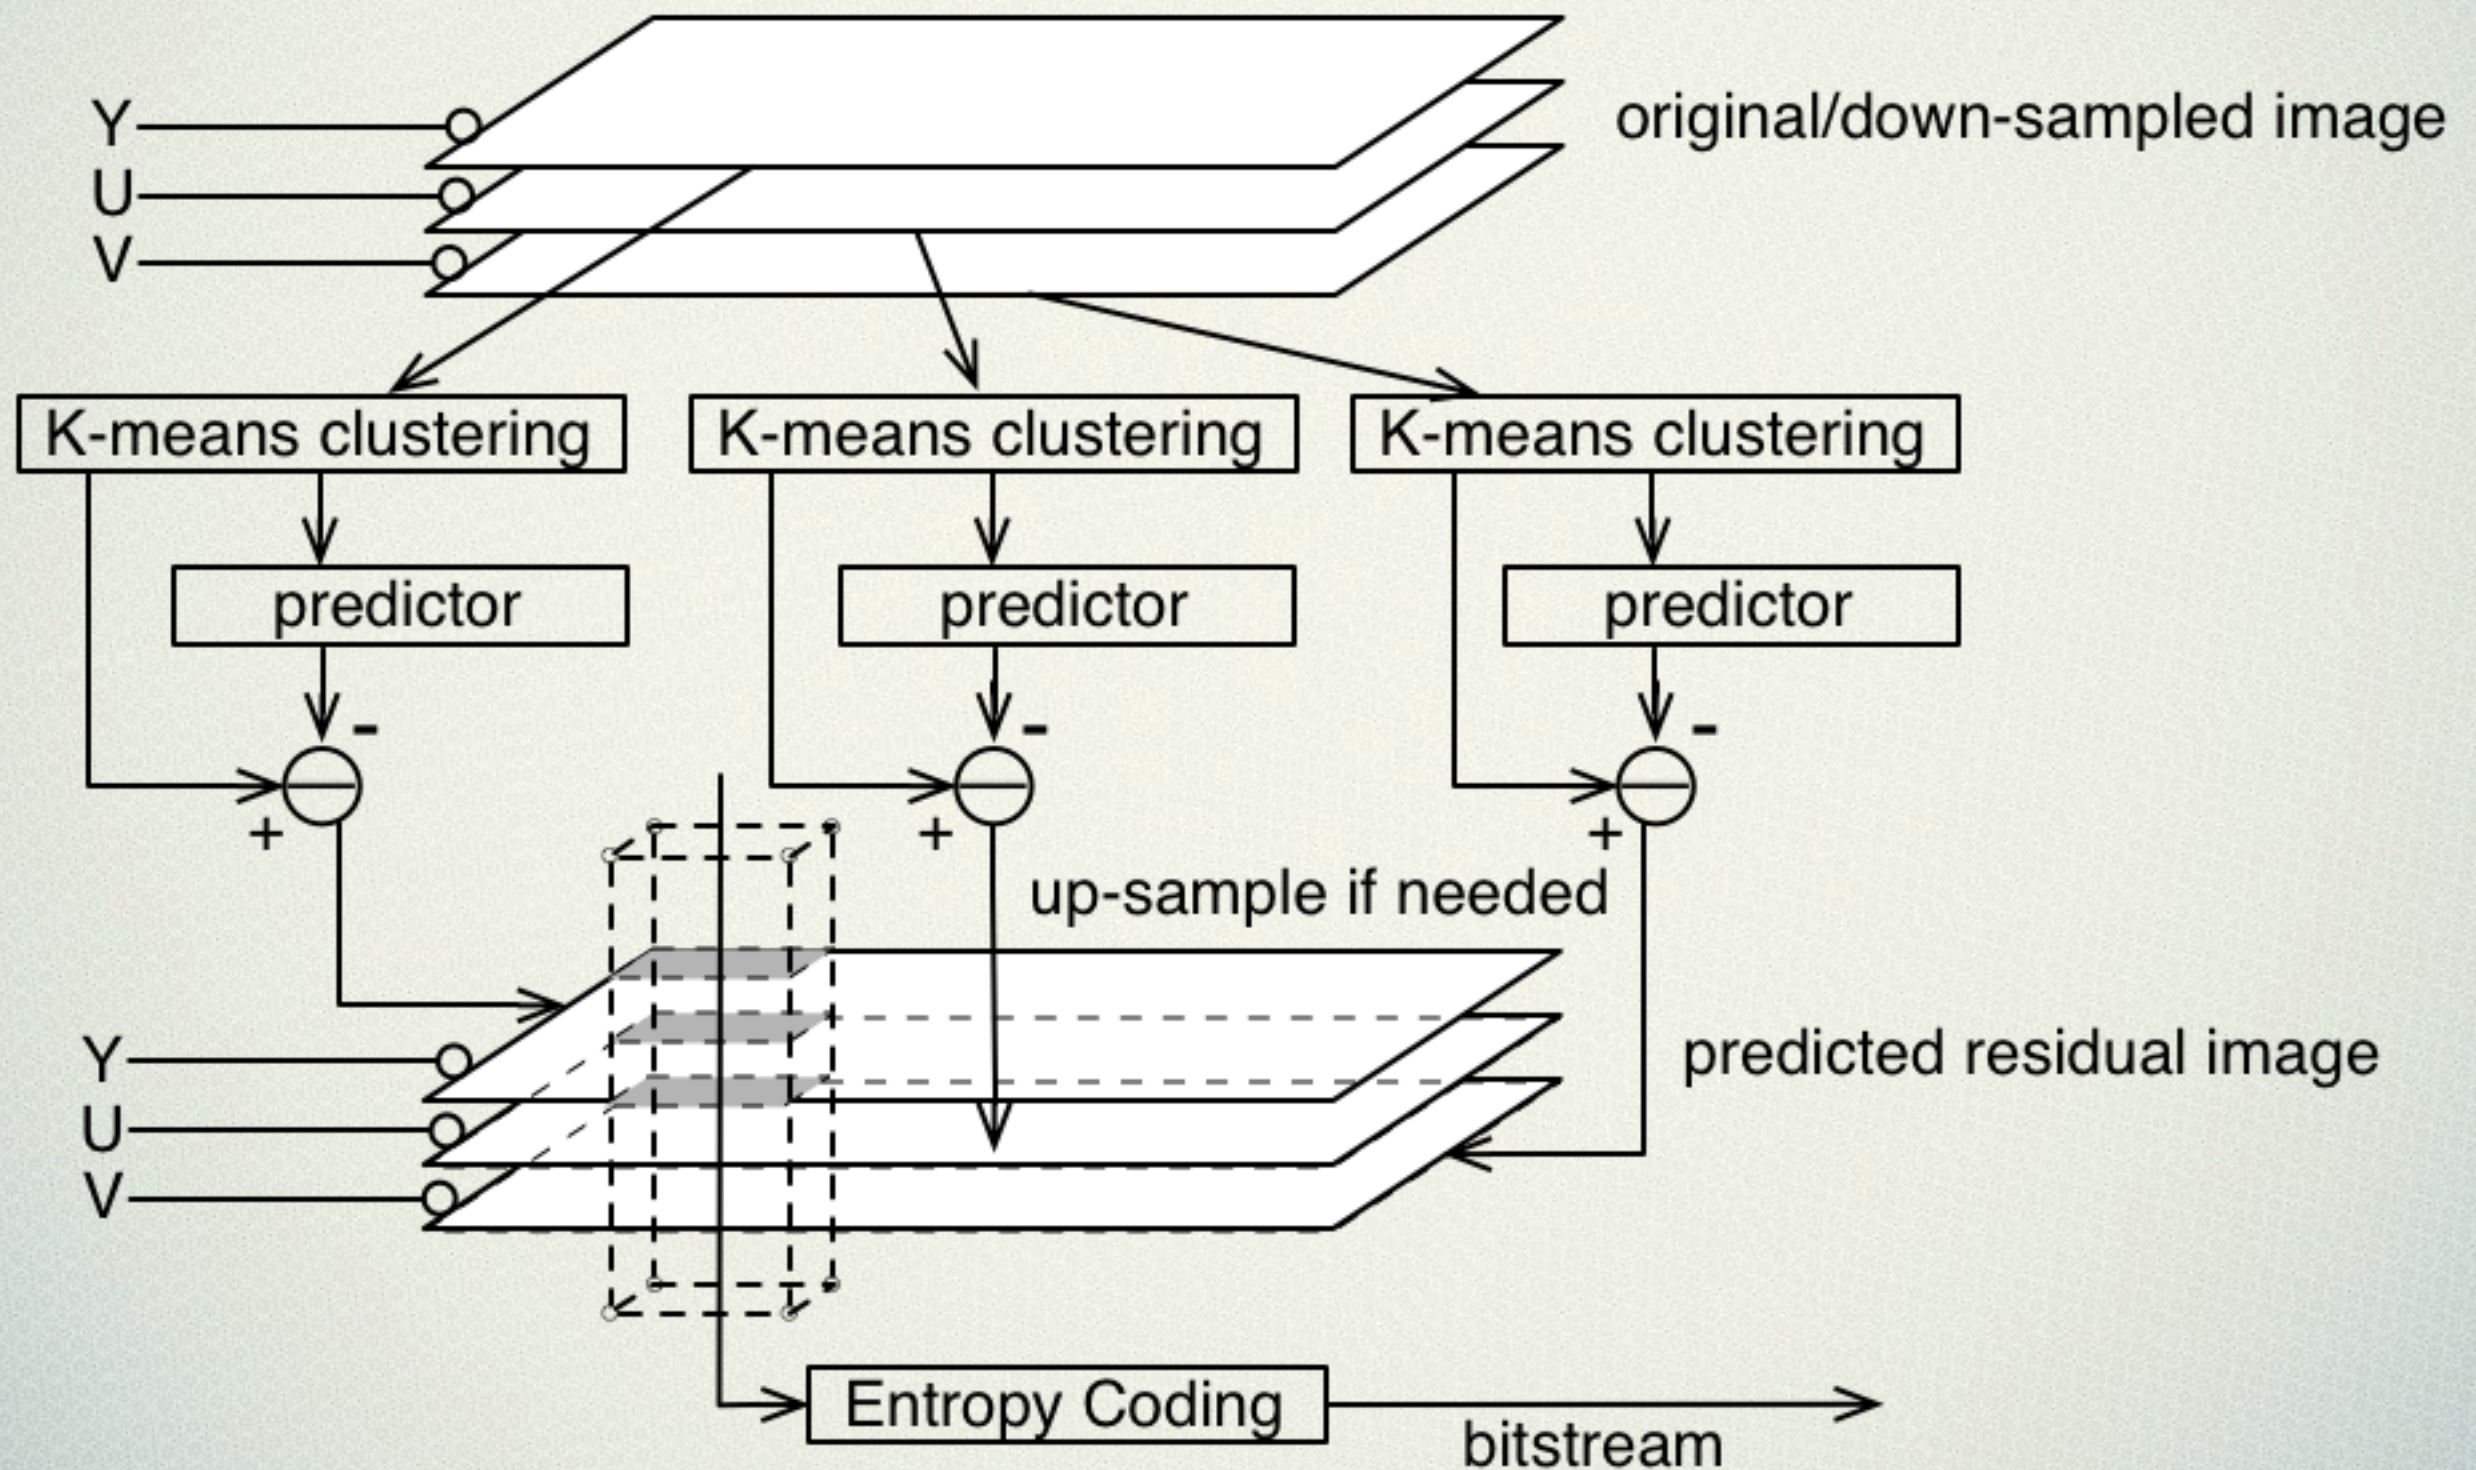 Y
original/down-sampled image
U
V
K-means clustering
K-means clustering
K-means clustering
predictor
predictor
predictor
-
-
-
+
+
+
up-sample if needed
Y
predicted residual image
U
V
Entropy Coding
bitstream